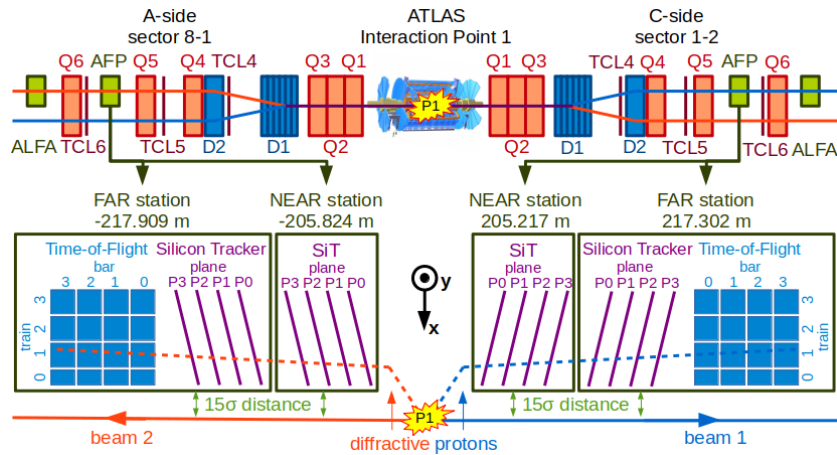 A-side
sector 8-1
ATLAS
Interaction Point 1
C-side
sector 1-2
Q6 AFP Q5 Q4 TCL4 Q3 Q1 Q1 Q3 TCL4 Q4 Q5 AFP Q6
P1
ALFA TCL6 TCL5 D2 D1 Q2 Q2 D1 D2 TCL5 TCL6 ALFA
FAR station
-217.909 m
NEAR station
-205.824 m
NEAR station
205.217 m
FAR station
217.302 m
Time-of-Flight
bar
3 2 1 0
train
3
2
1
0
Silicon Tracker
plane
P3 P2 P1 P0
SiT
plane
P3 P2 P1 P0
y
x
SiT
plane
P0 P1 P2 P3
Silicon Tracker
plane
P0 P1 P2 P3
Time-of-Flight
bar
0 1 2 3
3
2
1
0
train
15σ distance
P1
15σ distance
beam 2
diffractive protons
beam 1